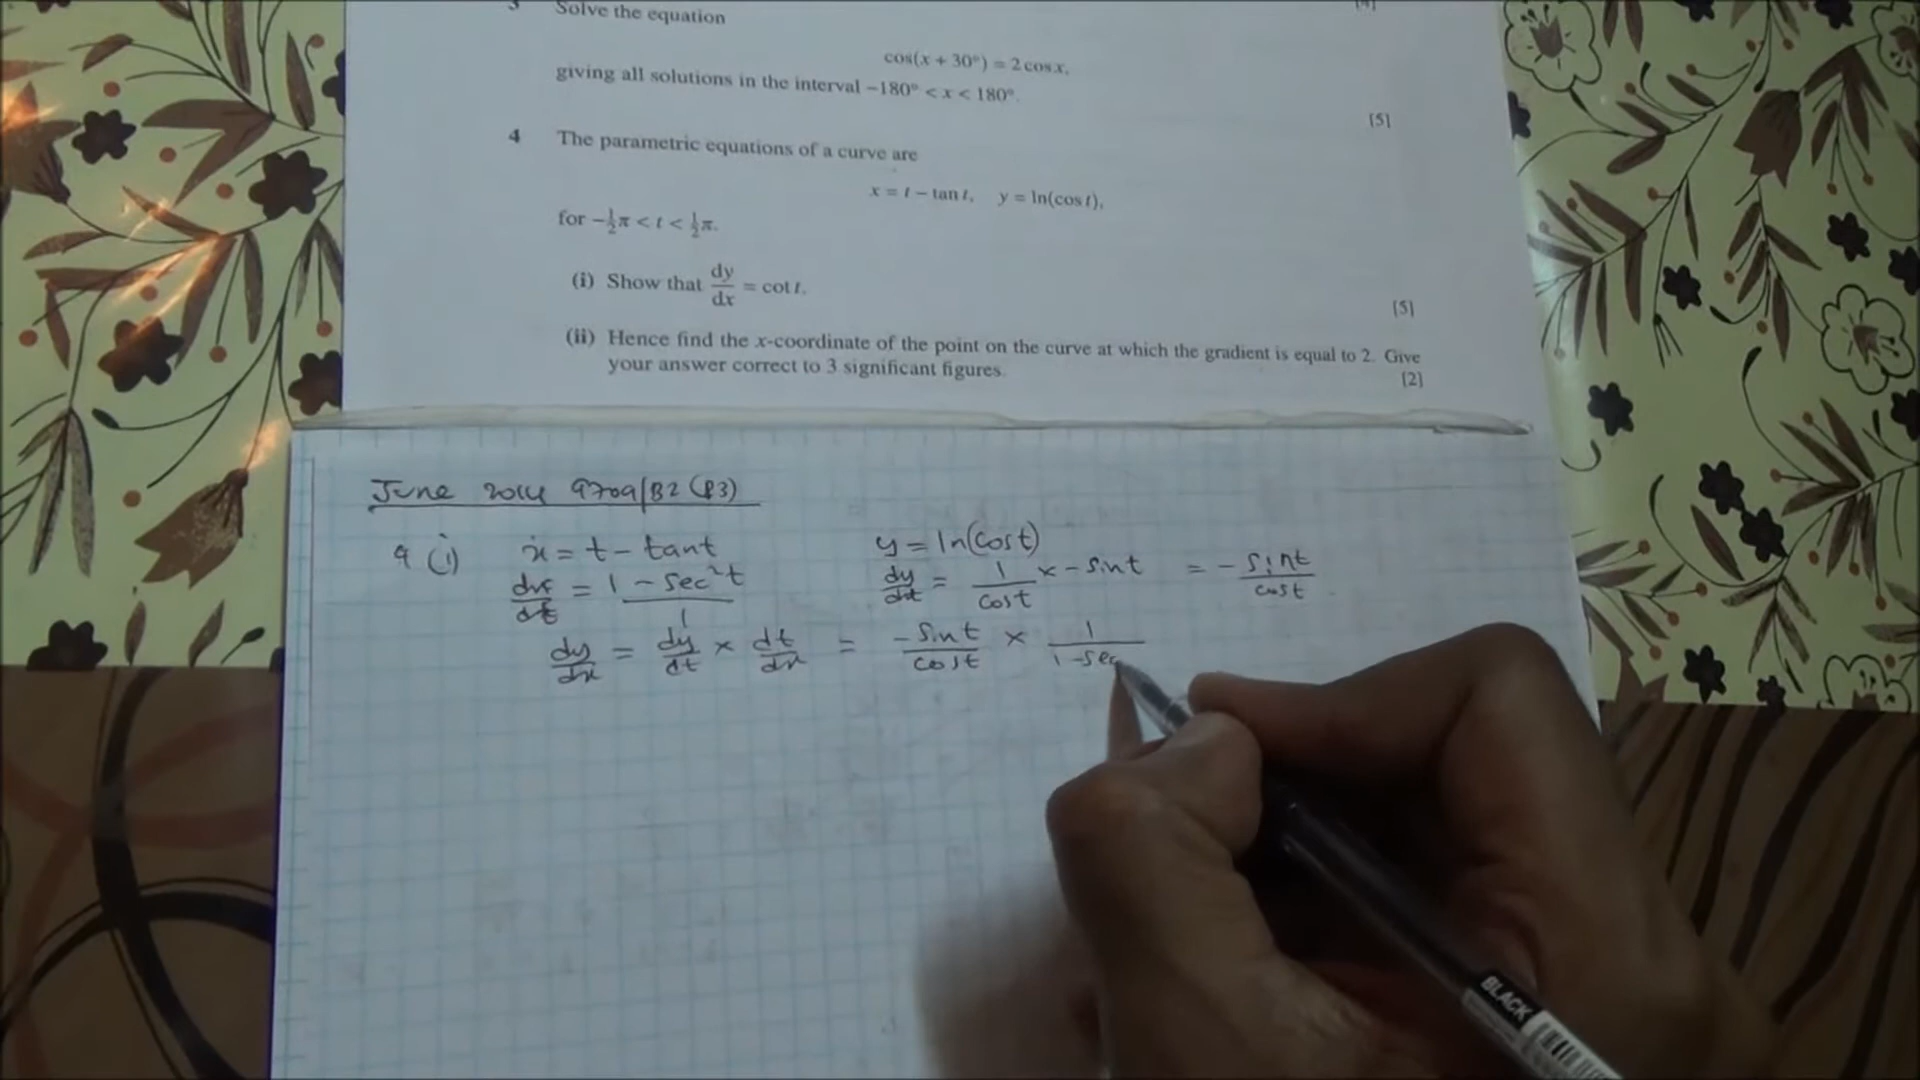 3 Solve the equation [4]
cos(x + 30°) = 2 cos x,
giving all solutions in the interval −180° < x < 180°. [5]
4 The parametric equations of a curve are
x = t − tan t, y = ln(cos t),
for −½π < t < ½π.
(i) Show that dy/dx = cot t. [5]
(ii) Hence find the x-coordinate of the point on the curve at which the gradient is equal to 2. Give
your answer correct to 3 significant figures. [2]
June 2014 9709/32 (P3)
4 (i) x = t − tant y = ln(cost)
dx/dt = 1 − sec²t dy/dt = 1/cost x − sint = − sint/cost
dy/dx = dy/dt × dt/dx = −sint/cost × 1/1−sec
BLACK